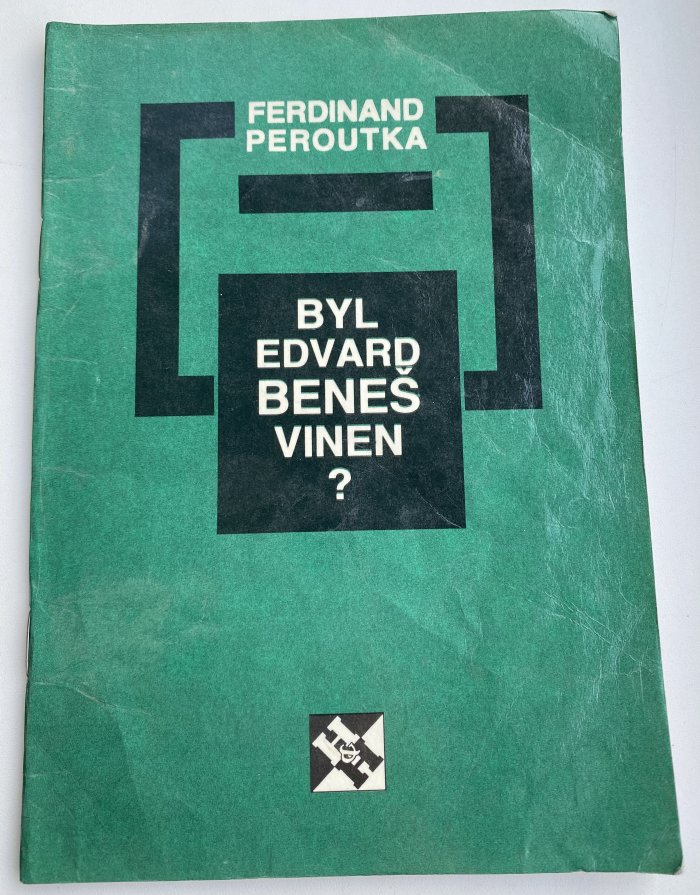 FERDINAND
PEROUTKA
BYL
EDVARD
BENEŠ
VINEN
?
H&H